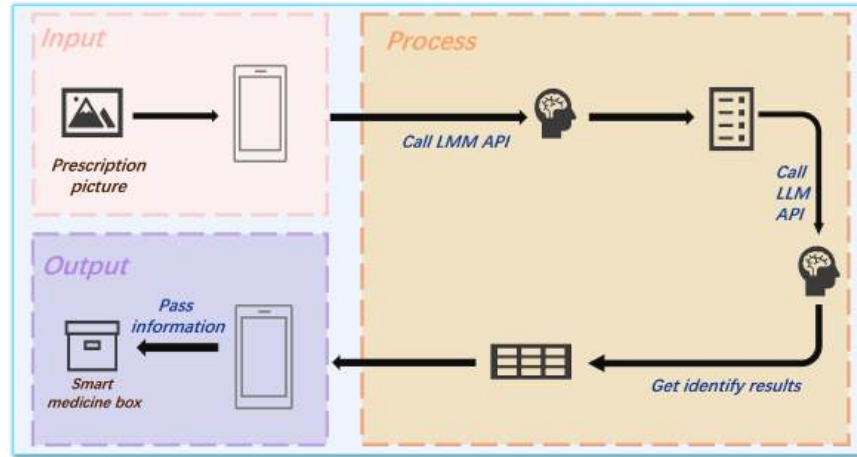 Input
Prescription
picture
Process
Call LMM API
Call
LLM
API
Get identify results
Output
Pass
information
Smart
medicine box